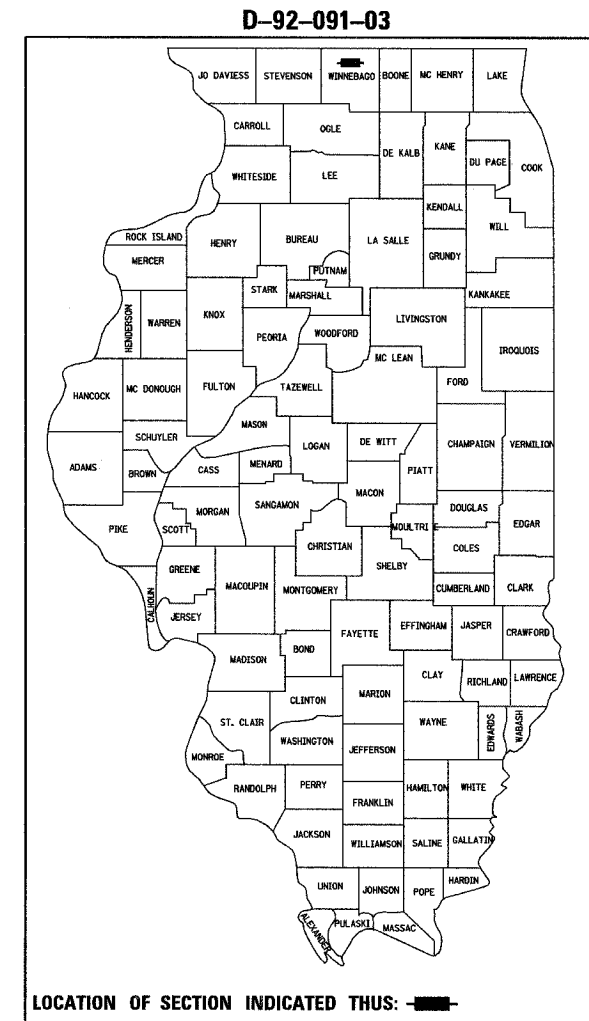 D-92-091-03
JO DAVIESS STEVENSON WINNEBAGO BOONE MC HENRY LAKE
CARROLL OGLE DE KALB KANE DU PAGE COOK
WHITESIDE LEE KENDALL WILL
ROCK ISLAND HENRY BUREAU LA SALLE GRUNDY
MERCER PUTNAM
STARK MARSHALL KANKAKEE
HENDERSON WARREN KNOX PEORIA WOODFORD LIVINGSTON IROQUOIS
MC LEAN
HANCOCK MC DONOUGH FULTON TAZEWELL FORD
MASON
SCHUYLER LOGAN DE WITT CHAMPAIGN VERMILION
ADAMS BROWN CASS MENARD PIATT
MACON
MORGAN SANGAMON DOUGLAS
PIKE SCOTT CHRISTIAN MOULTRIE EDGAR
COLES
GREENE SHELBY
MACOUPIN MONTGOMERY CUMBERLAND CLARK
CALHOUN JERSEY
FAYETTE EFFINGHAM JASPER CRAWFORD
MADISON BOND
CLAY RICHLAND LAWRENCE
CLINTON MARION
ST. CLAIR WAYNE EDWARDS WABASH
WASHINGTON JEFFERSON
MONROE
RANDOLPH PERRY HAMILTON WHITE
FRANKLIN
JACKSON WILLIAMSON SALINE GALLATIN
UNION JOHNSON POPE HARDIN
ALEXANDER PULASKI MASSAC
LOCATION OF SECTION INDICATED THUS: